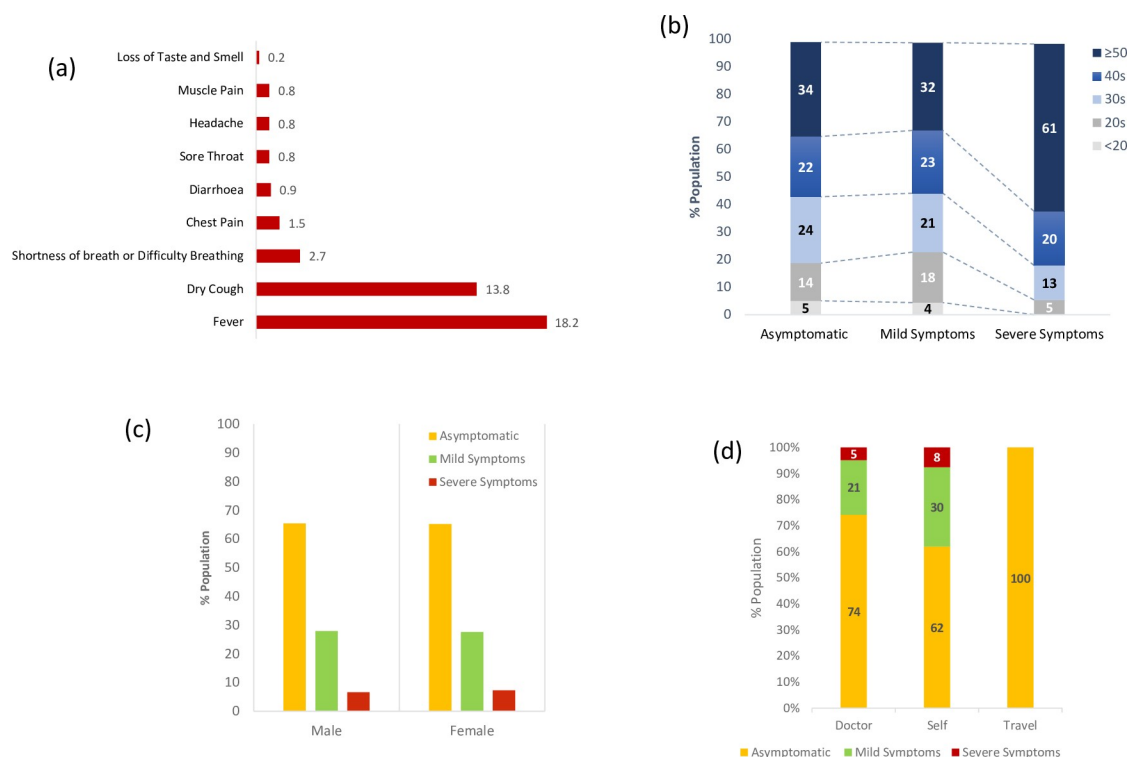 (a)
Loss of Taste and Smell 0.2
Muscle Pain 0.8
Headache 0.8
Sore Throat 0.8
Diarrhoea 0.9
Chest Pain 1.5
Shortness of breath or Difficulty Breathing 2.7
Dry Cough 13.8
Fever 18.2
(b)
% Population
100
90
80
70
60
50
40
30
20
10
0
34 32 61
22 23 20
24 21 13
14 18 5
5 4
Asymptomatic Mild Symptoms Severe Symptoms
≥50
40s
30s
20s
<20
(c)
% Population
100
90
80
70
60
50
40
30
20
10
0
Asymptomatic
Mild Symptoms
Severe Symptoms
Male Female
(d)
% Population
100%
90%
80%
70%
60%
50%
40%
30%
20%
10%
0%
5 8
21 30
74 62 100
Doctor Self Travel
Asymptomatic Mild Symptoms Severe Symptoms